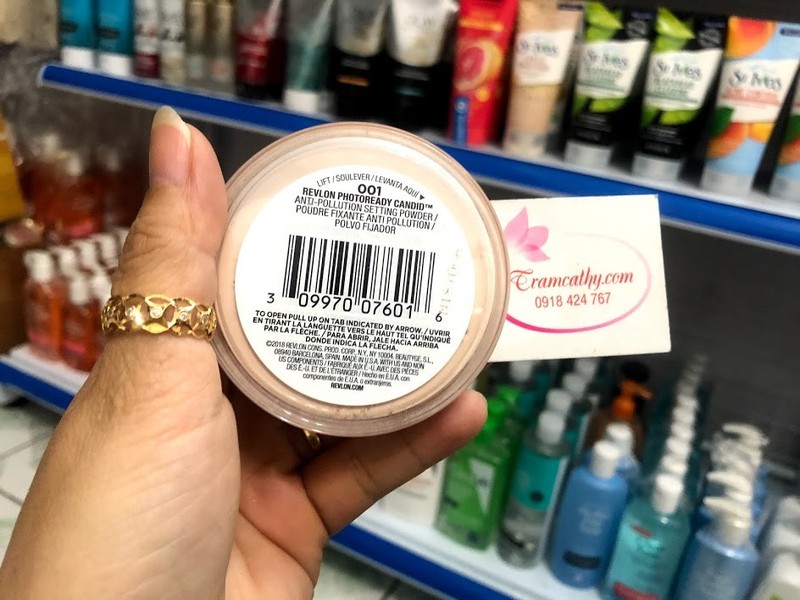 St.Ives
St.Ives
St.Ives
St.Ives
LIFT / SOULEVER / LEVANTA AQUÍ
001
REVLON PHOTOREADY CANDID™
ANTI-POLLUTION SETTING POWDER /
POUDRE FIXANTE ANTI POLLUTION /
POLVO FIJADOR
3 09970 07601 6
TO OPEN PULL UP ON TAB INDICATED BY ARROW. / OUVRIR
EN TIRANT LA LANGUETTE VERS LE HAUT TEL QU'INDIQUÉ
PAR LA FLÈCHE. / PARA ABRIR, JALE HACIA ARRIBA
DONDE INDICA LA FLECHA.
©2018 REVLON CONS. PROD. CORP., N.Y., NY 10004. BEAUTYGE, S.L.,
08940 BARCELONA, SPAIN. MADE IN U.S.A. WITH US AND NON
US COMPONENTS / FABRIQUÉ AUX É.-U. AVEC DES PIÈCES
DES É.-U. ET DE L'ÉTRANGER / Hecho en E.U.A. con
componentes de E.U.A. o extranjeros.
REVLON.COM
Tramcathy.com
0918 424 767